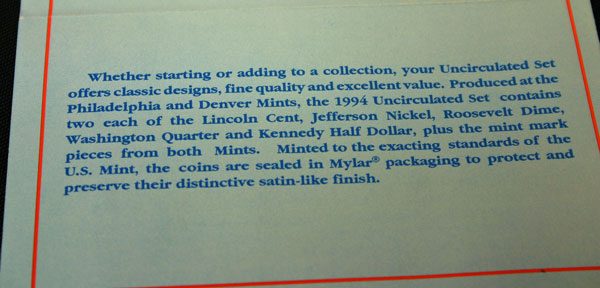 Whether starting or adding to a collection, your Uncirculated Set
offers classic designs, fine quality and excellent value. Produced at the
Philadelphia and Denver Mints, the 1994 Uncirculated Set contains
two each of the Lincoln Cent, Jefferson Nickel, Roosevelt Dime,
Washington Quarter and Kennedy Half Dollar, plus the mint mark
pieces from both Mints. Minted to the exacting standards of the
U.S. Mint, the coins are sealed in Mylar® packaging to protect and
preserve their distinctive satin-like finish.